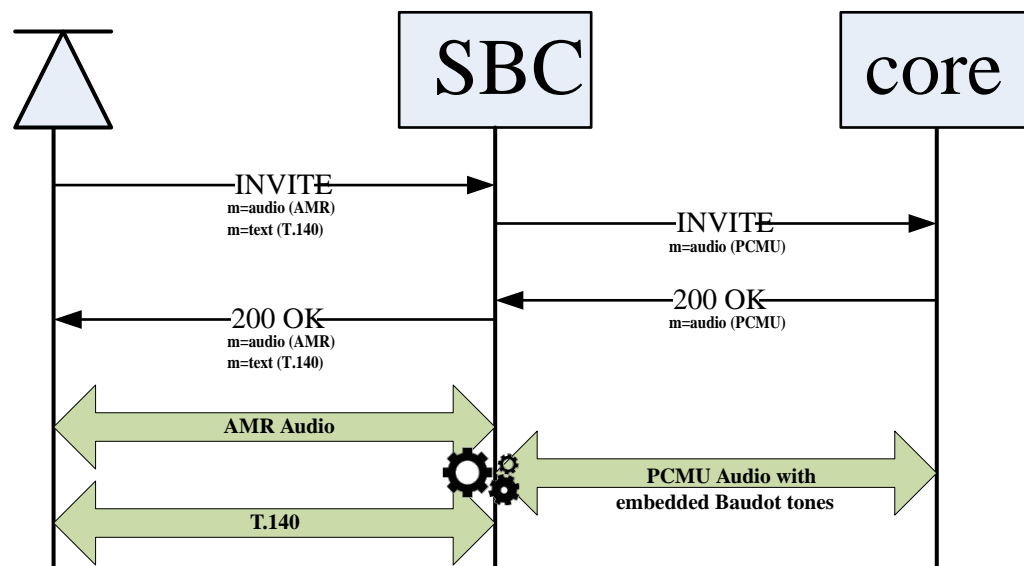 SBC
core
INVITE
m=audio (AMR)
m=text (T.140)
INVITE
m=audio (PCMU)
200 OK
m=audio (PCMU)
200 OK
m=audio (AMR)
m=text (T.140)
AMR Audio
PCMU Audio with
embedded Baudot tones
T.140